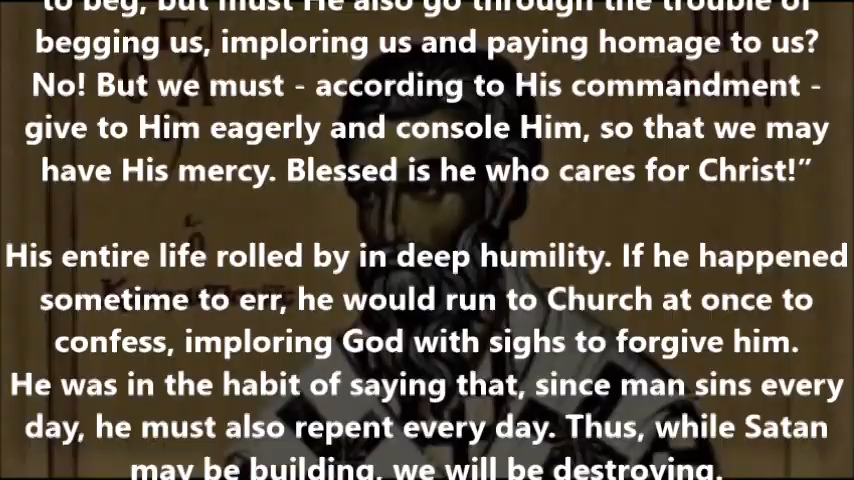 to beg, but must He also go through the trouble of
begging us, imploring us and paying homage to us?
No! But we must - according to His commandment -
give to Him eagerly and console Him, so that we may
have His mercy. Blessed is he who cares for Christ!”
His entire life rolled by in deep humility. If he happened
sometime to err, he would run to Church at once to
confess, imploring God with sighs to forgive him.
He was in the habit of saying that, since man sins every
day, he must also repent every day. Thus, while Satan
may be building, we will be destroying.